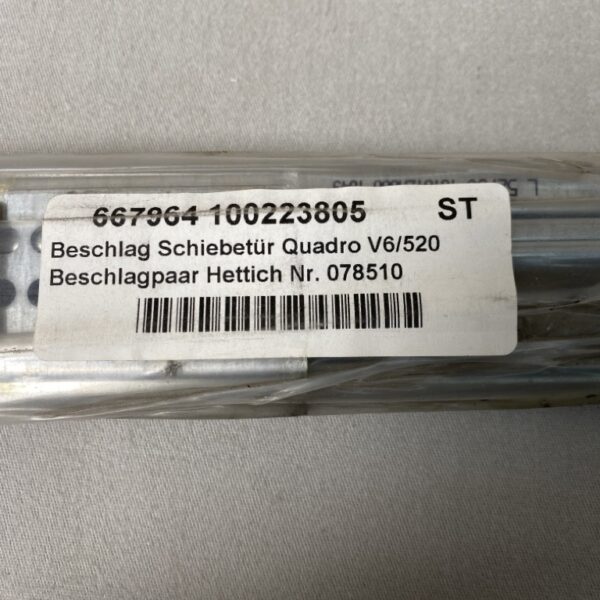 667964 100223805 ST
Beschlag Schiebetür Quadro V6/520
Beschlagpaar Hettich Nr. 078510